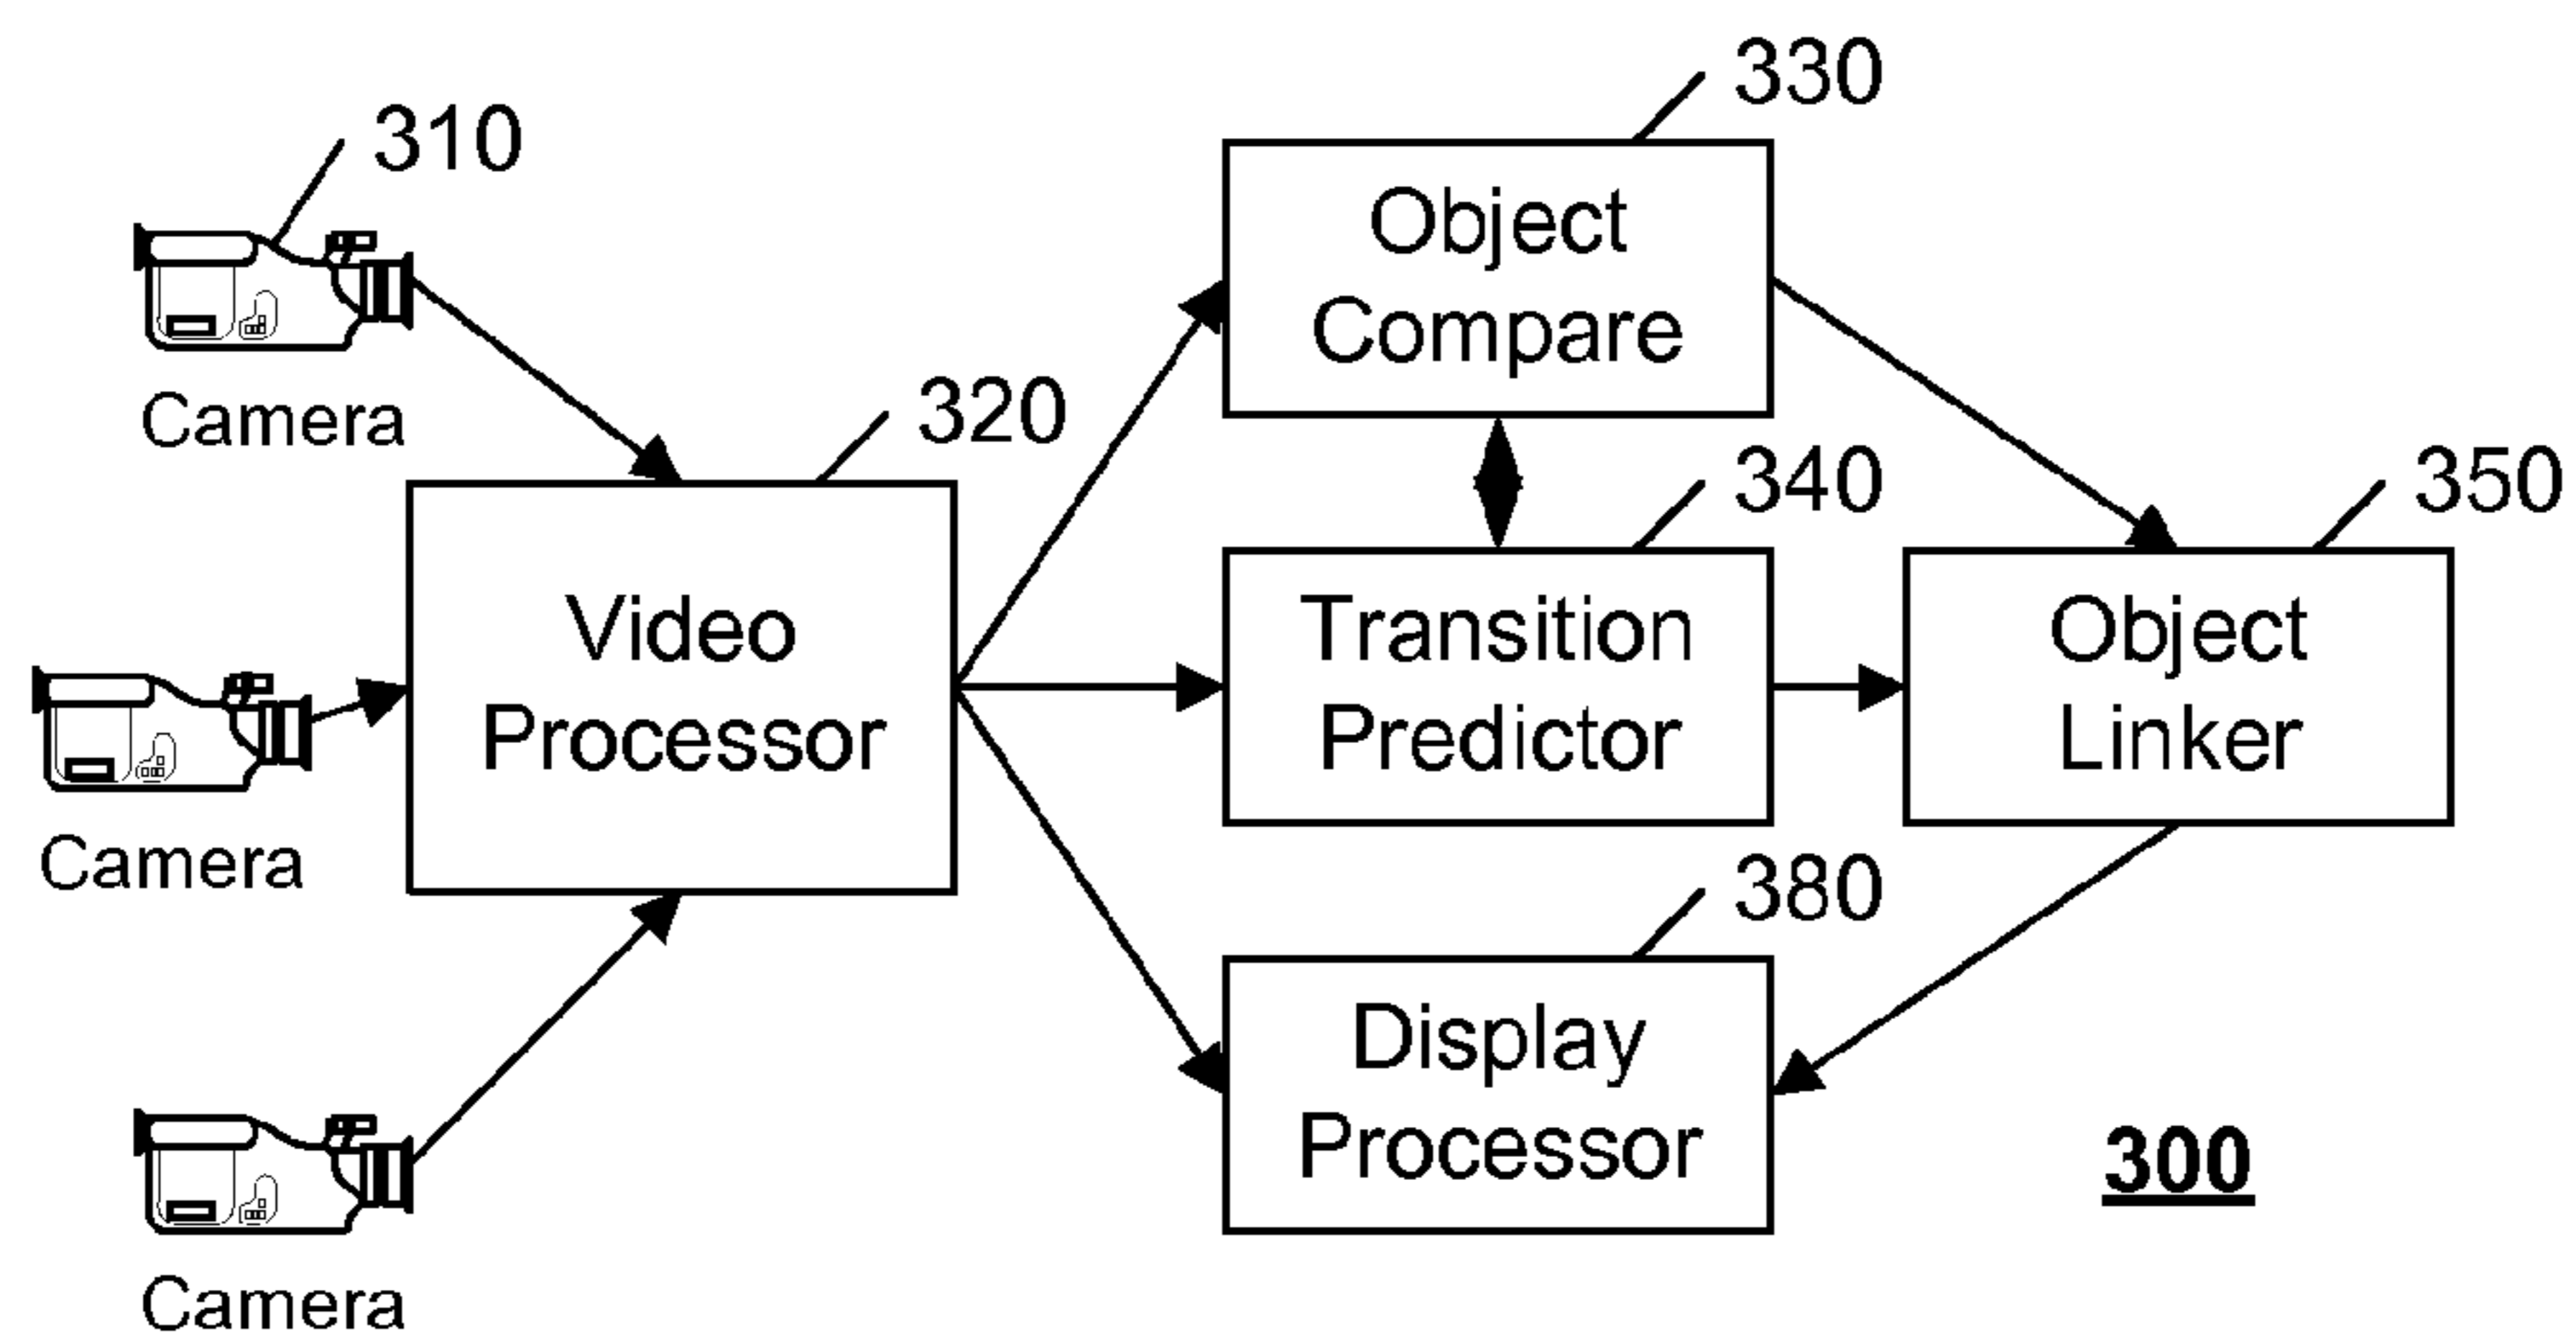 330
310
Object
Compare
Camera
320
340
350
Video
Processor
Transition
Predictor
Object
Linker
Camera
380
Display
Processor
300
Camera